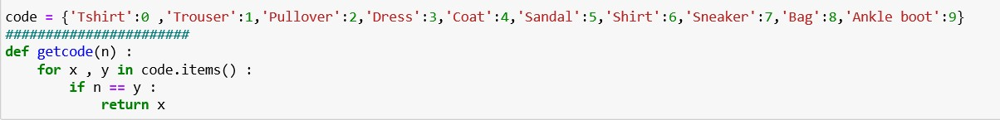 code = {'Tshirt':0 ,'Trouser':1,'Pullover':2,'Dress':3,'Coat':4,'Sandal':5,'Shirt':6,'Sneaker':7,'Bag':8,'Ankle boot':9}
#######################
def getcode(n) :
    for x , y in code.items() :
        if n == y :
            return x